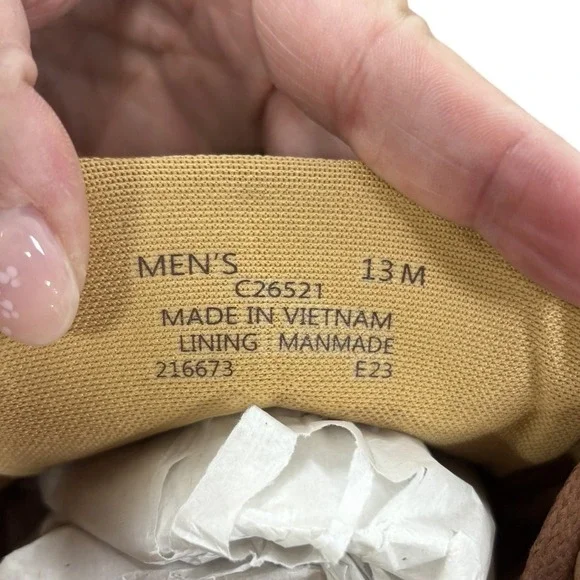 MEN'S 13 M
C26521
MADE IN VIETNAM
LINING MANMADE
216673 E23